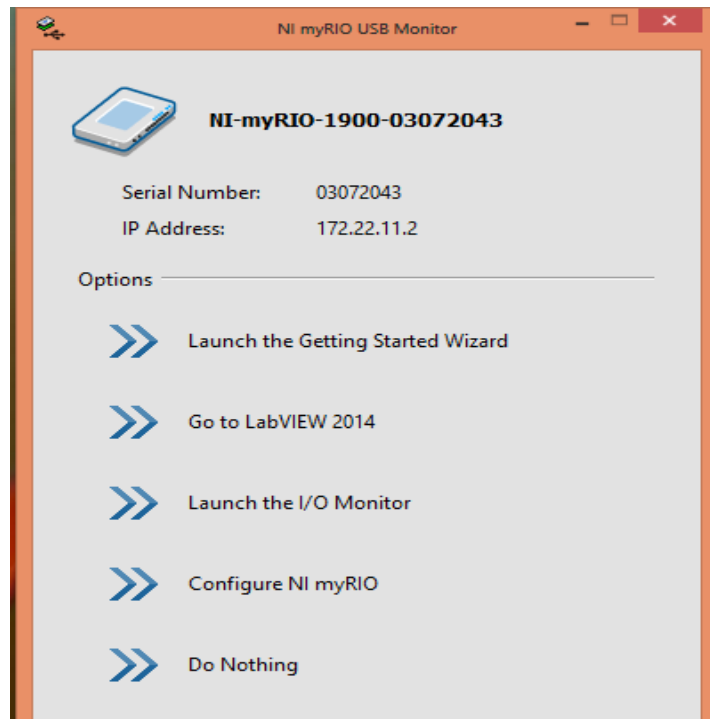 NI myRIO USB Monitor
NI-myRIO-1900-03072043
Serial Number: 03072043
IP Address: 172.22.11.2
Options
Launch the Getting Started Wizard
Go to LabVIEW 2014
Launch the I/O Monitor
Configure NI myRIO
Do Nothing